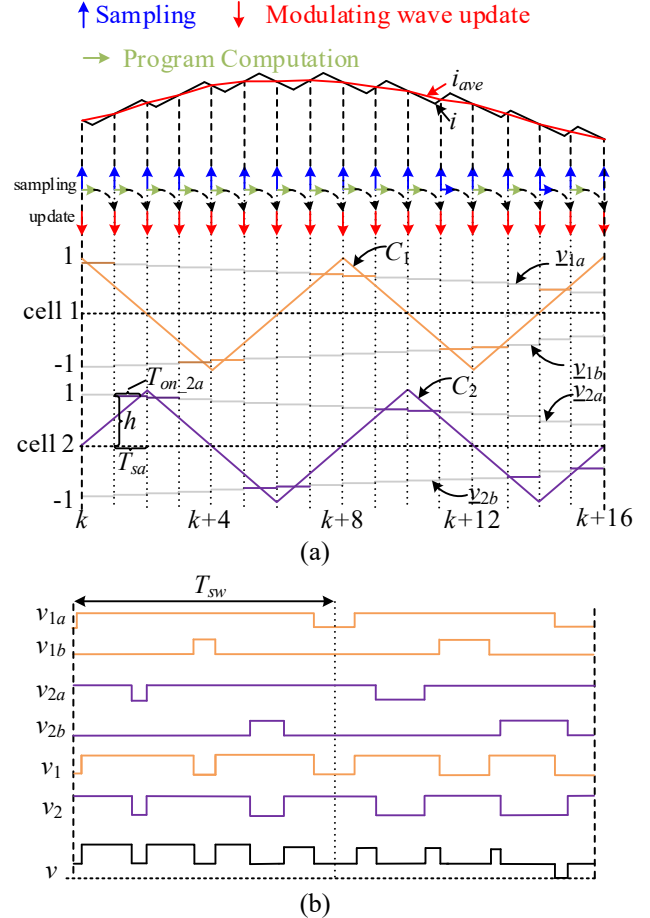 Sampling Modulating wave update
Program Computation
i_ave
i
sampling
update
1
C_1
v_1a
cell 1
-1
v_1b
T_on_2a
1
C_2
v_2a
h
cell 2
T_sa
-1
v_2b
k k+4 k+8 k+12 k+16
(a)
T_sw
v_1a
v_1b
v_2a
v_2b
v_1
v_2
v
(b)